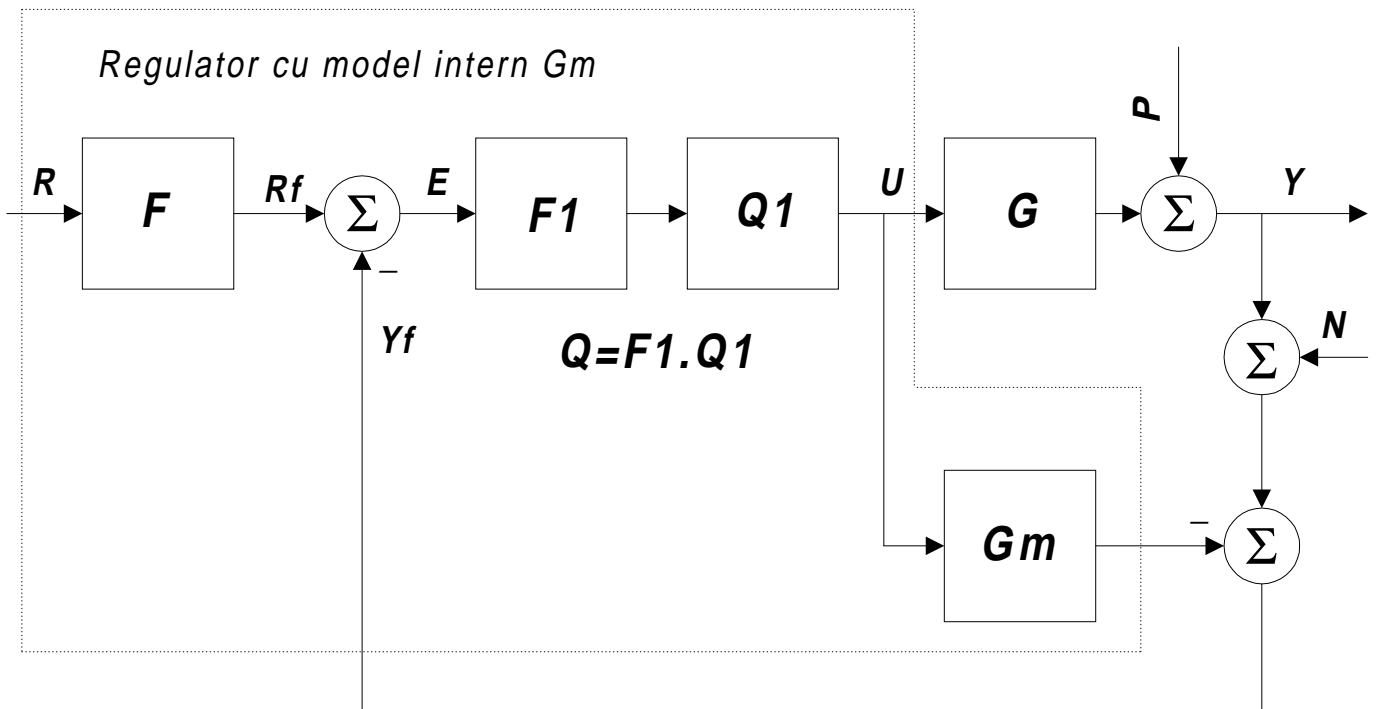 Regulator cu model intern Gm
P
R
F
Rf
Σ
E
F1
Q1
U
G
Σ
Y
–
Yf
Q=F1.Q1
Σ
N
Gm
–
Σ